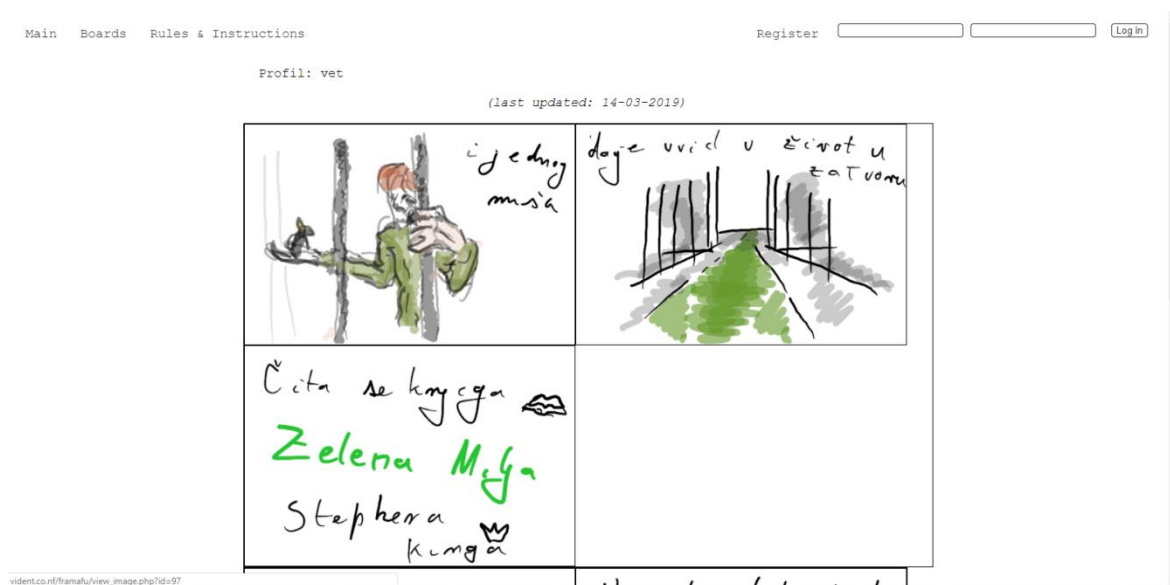 Main Boards Rules & Instructions Register Log in
Profil: vet
(last updated: 14-03-2019)
i jednog
miša
daje uvid u život u
zatvoru
Čita se knjiga
Zelena Milja
Stephena
Kinga
vident.co.nf/framafu/view_image.php?id=97